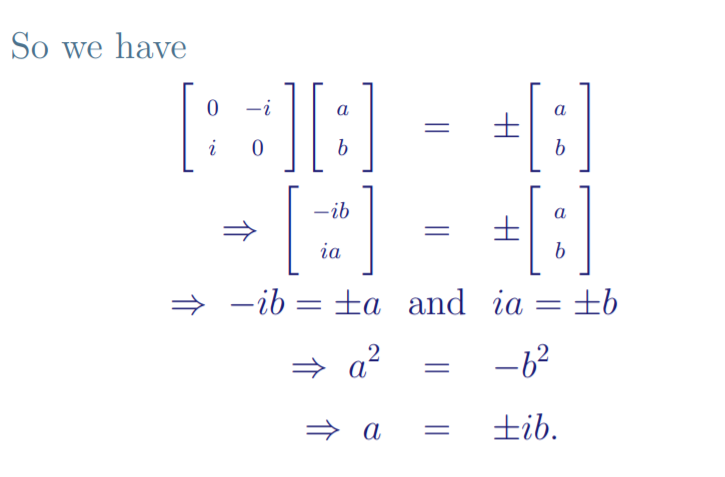 So we have
[ 0 −i ] [ a ] = ± [ a ]
[ i 0 ] [ b ] [ b ]
⇒ [ −ib ] = ± [ a ]
[ ia ] [ b ]
⇒ −ib = ±a and ia = ±b
⇒ a² = −b²
⇒ a = ±ib.